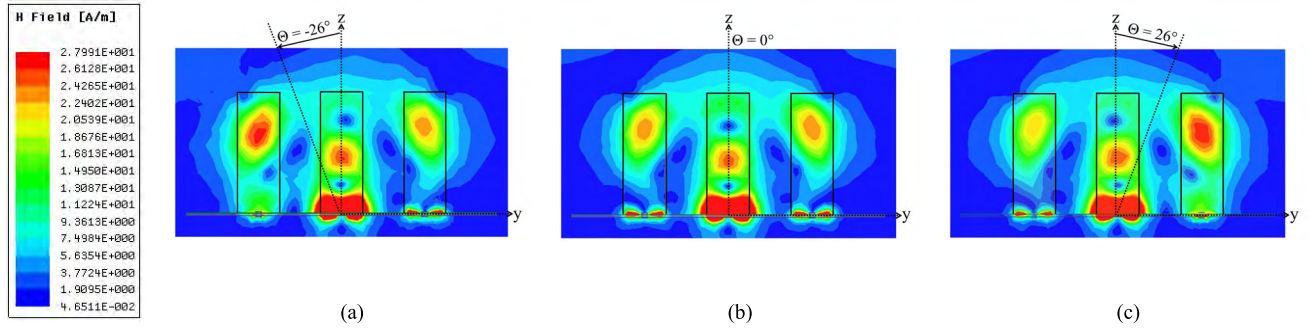 H Field [A/m]
2.7991E+001
2.6128E+001
2.4265E+001
2.2402E+001
2.0539E+001
1.8676E+001
1.6813E+001
1.4950E+001
1.3087E+001
1.1224E+001
9.3613E+000
7.4984E+000
5.6354E+000
3.7724E+000
1.9095E+000
4.6511E-002
z
Θ = -26°
y
(a)
z
Θ = 0°
y
(b)
z
Θ = 26°
y
(c)